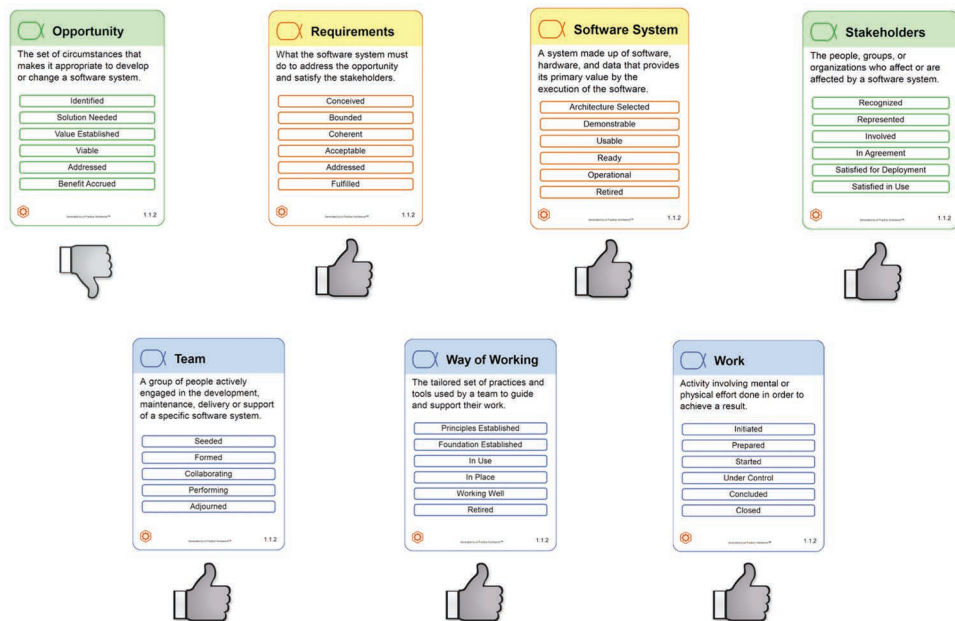 Opportunity
The set of circumstances that
makes it appropriate to develop
or change a software system.
Identified
Solution Needed
Value Established
Viable
Addressed
Benefit Accrued
1.1.2
Requirements
What the software system must
do to address the opportunity
and satisfy the stakeholders.
Conceived
Bounded
Coherent
Acceptable
Addressed
Fulfilled
1.1.2
Software System
A system made up of software,
hardware, and data that provides
its primary value by the
execution of the software.
Architecture Selected
Demonstrable
Usable
Ready
Operational
Retired
1.1.2
Stakeholders
The people, groups, or
organizations who affect or are
affected by a software system.
Recognized
Represented
Involved
In Agreement
Satisfied for Deployment
Satisfied in Use
1.1.2
Team
A group of people actively
engaged in the development,
maintenance, delivery or support
of a specific software system.
Seeded
Formed
Collaborating
Performing
Adjourned
1.1.2
Way of Working
The tailored set of practices and
tools used by a team to guide
and support their work.
Principles Established
Foundation Established
In Use
In Place
Working Well
Retired
1.1.2
Work
Activity involving mental or
physical effort done in order to
achieve a result.
Initiated
Prepared
Started
Under Control
Concluded
Closed
1.1.2